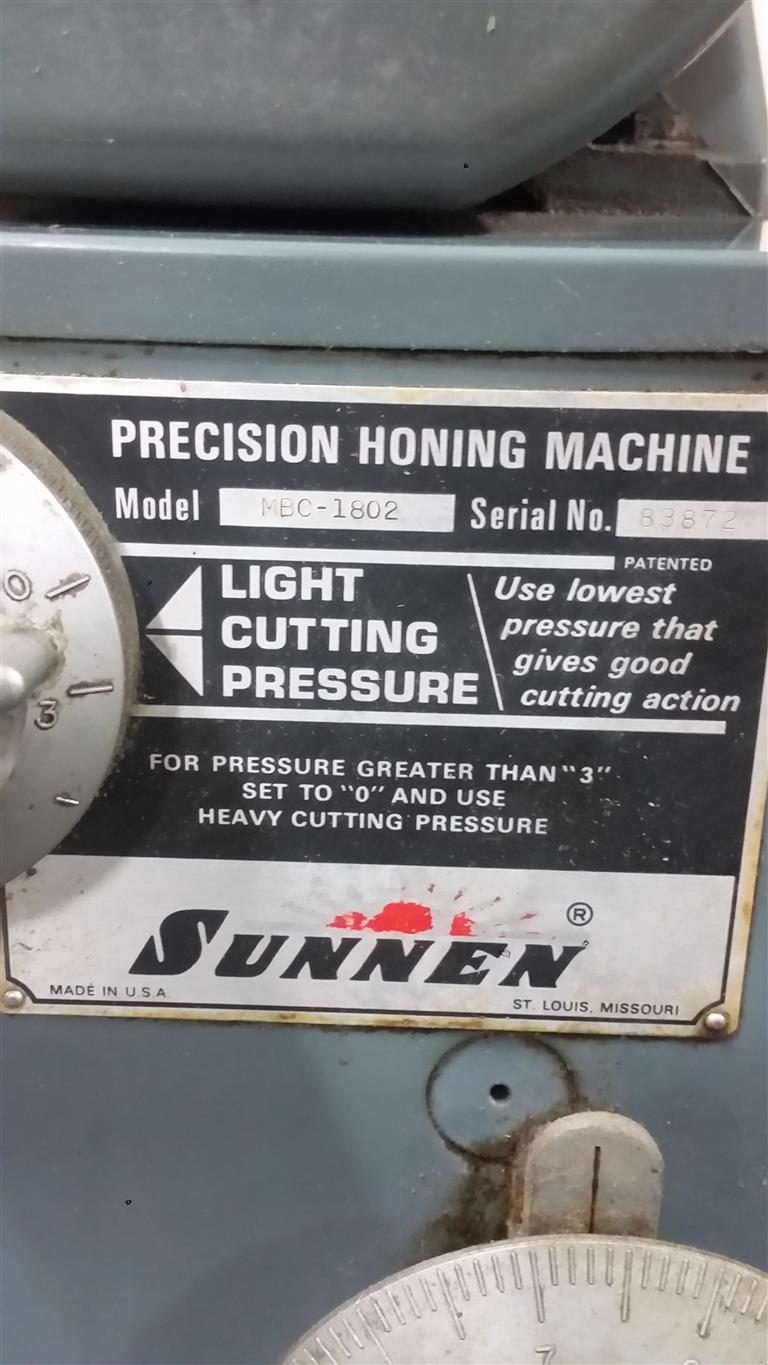 PRECISION HONING MACHINE
Model MBC-1802 Serial No. 83872
PATENTED
LIGHT
CUTTING
PRESSURE
Use lowest
pressure that
gives good
cutting action
0
3
FOR PRESSURE GREATER THAN "3"
SET TO "0" AND USE
HEAVY CUTTING PRESSURE
SUNNEN ®
MADE IN U.S.A.
ST. LOUIS, MISSOURI
7